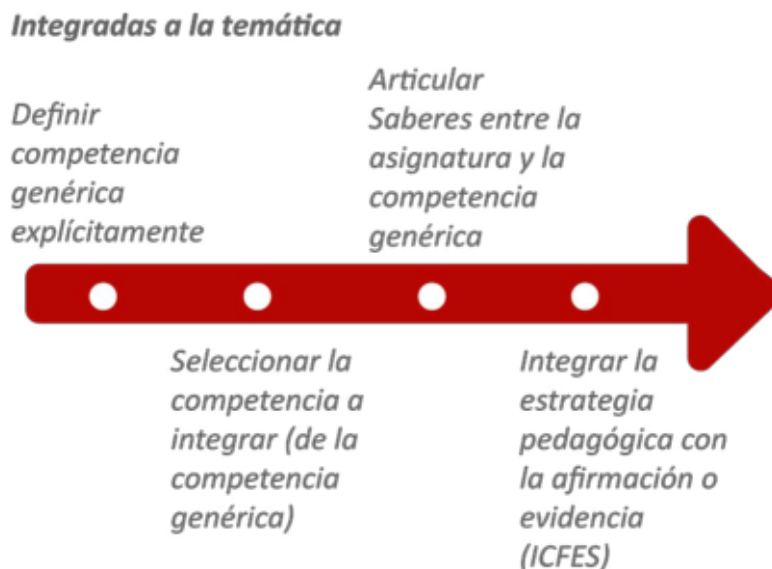 Integradas a la temática
Definir
competencia
genérica
explícitamente
Seleccionar la
competencia a
integrar (de la
competencia
genérica)
Articular
Saberes entre la
asignatura y la
competencia
genérica
Integrar la
estrategia
pedagógica con
la afirmación o
evidencia
(ICFES)